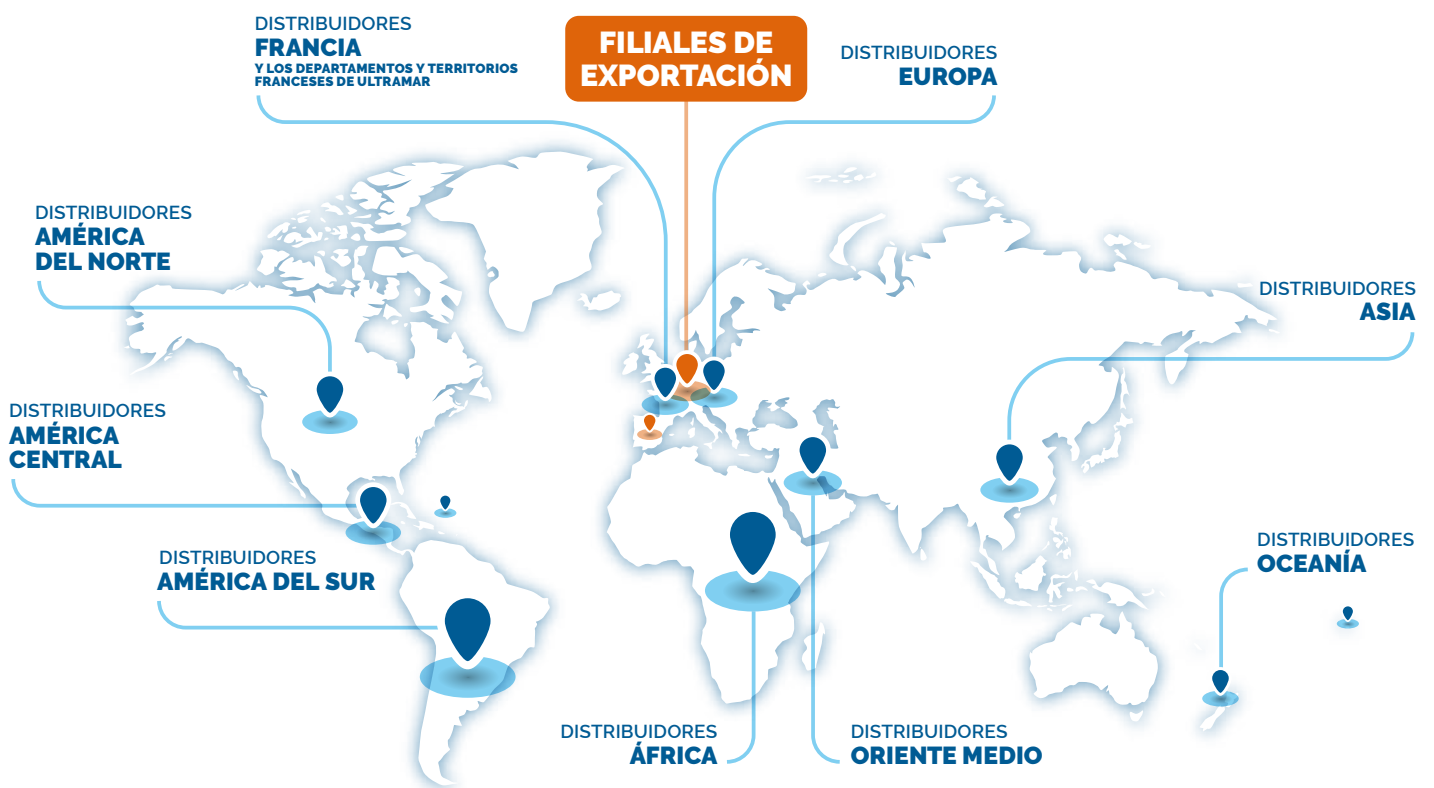 DISTRIBUIDORES
FRANCIA
Y LOS DEPARTAMENTOS Y TERRITORIOS
FRANCESES DE ULTRAMAR
FILIALES DE
EXPORTACIÓN
DISTRIBUIDORES
EUROPA
DISTRIBUIDORES
AMÉRICA
DEL NORTE
DISTRIBUIDORES
ASIA
DISTRIBUIDORES
AMÉRICA
CENTRAL
DISTRIBUIDORES
AMÉRICA DEL SUR
DISTRIBUIDORES
OCEANÍA
DISTRIBUIDORES
ÁFRICA
DISTRIBUIDORES
ORIENTE MEDIO